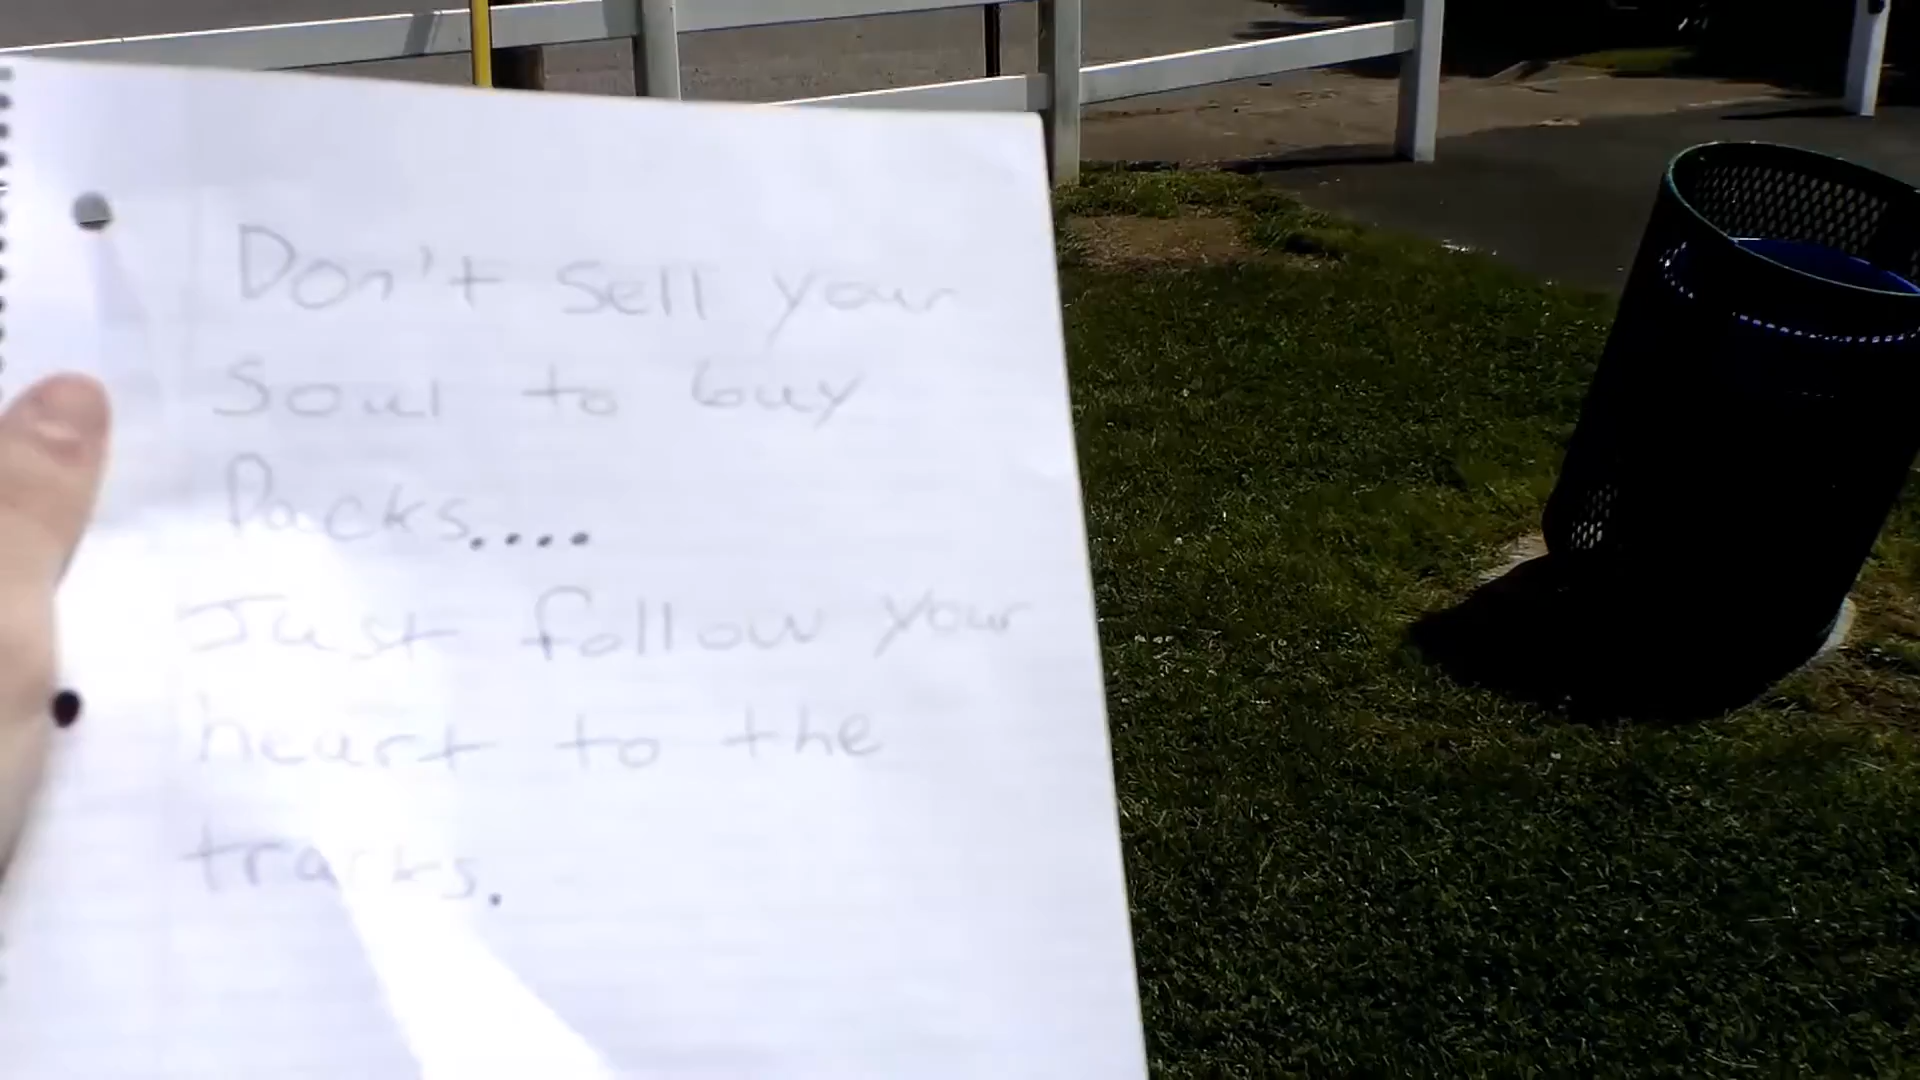 Don't sell your
soul to buy
Packs....
Just follow your
heart to the
tracks.